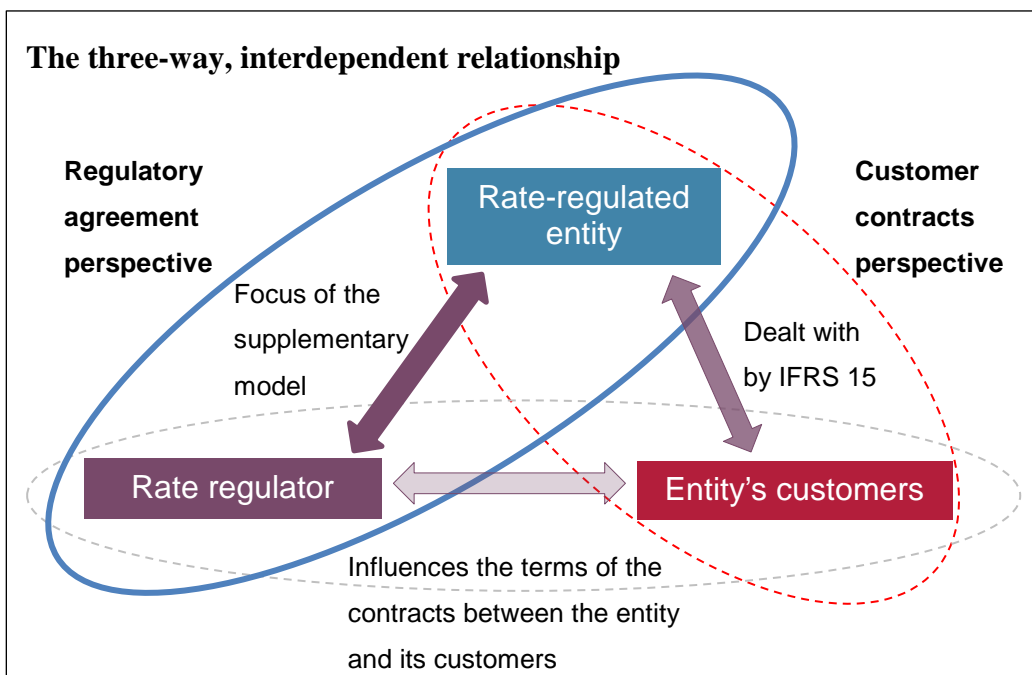 The three-way, interdependent relationship
Regulatory
agreement
perspective
Rate-regulated
entity
Customer
contracts
perspective
Focus of the
supplementary
model
Dealt with
by IFRS 15
Rate regulator
Entity's customers
Influences the terms of the
contracts between the entity
and its customers